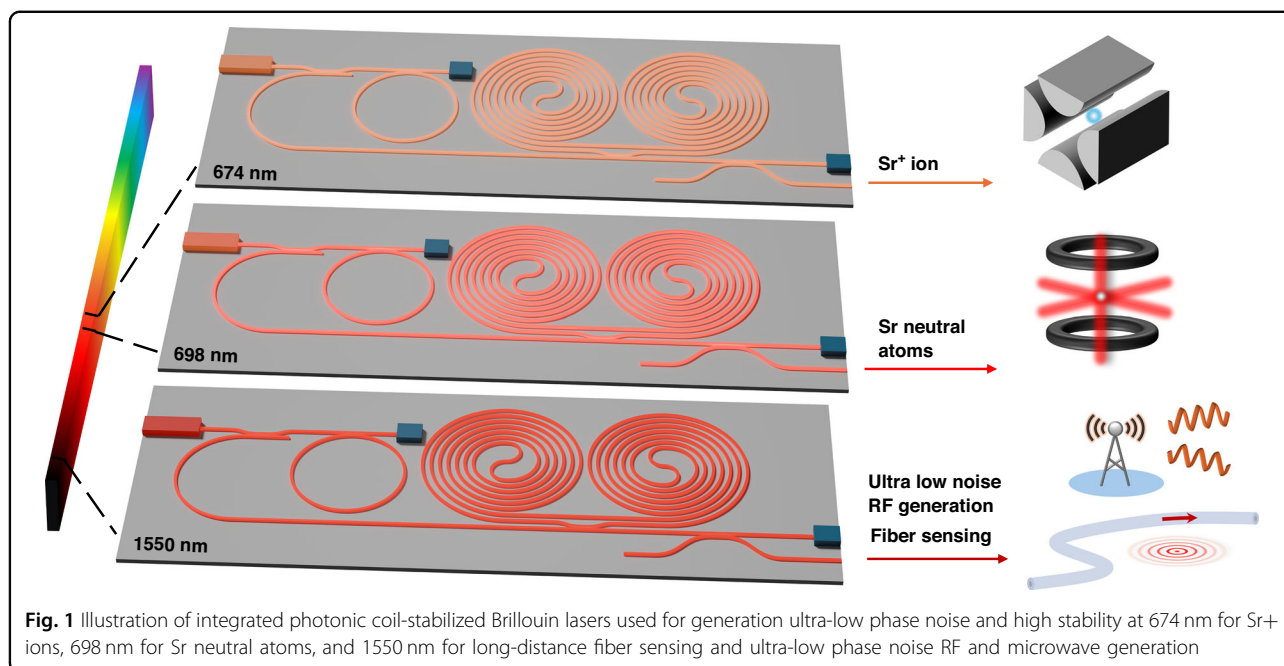 674 nm
Sr⁺ ion
698 nm
Sr neutral
atoms
1550 nm
Ultra low noise
RF generation
Fiber sensing
Fig. 1 Illustration of integrated photonic coil-stabilized Brillouin lasers used for generation ultra-low phase noise and high stability at 674 nm for Sr+
ions, 698 nm for Sr neutral atoms, and 1550 nm for long-distance fiber sensing and ultra-low phase noise RF and microwave generation